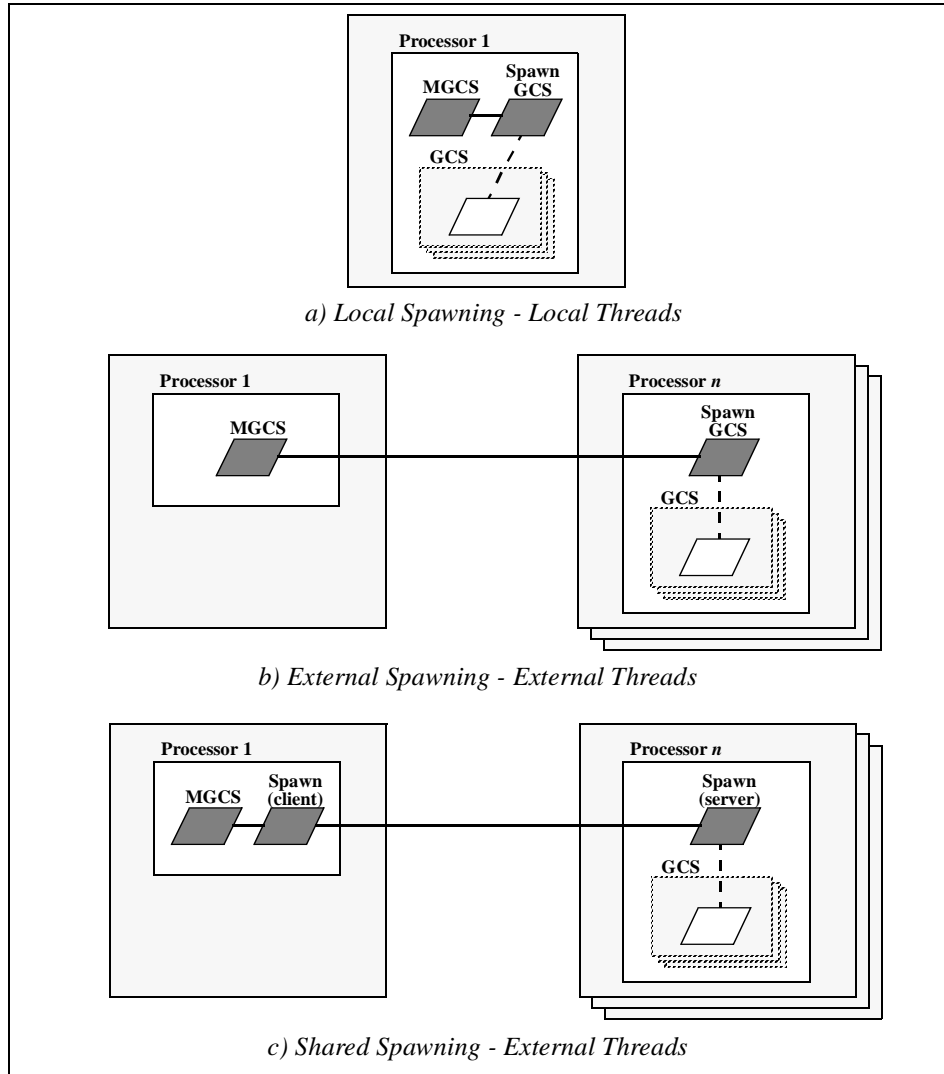 Processor 1
MGCS
Spawn
GCS
GCS
a) Local Spawning - Local Threads
Processor 1
MGCS
Processor n
Spawn
GCS
GCS
b) External Spawning - External Threads
Processor 1
MGCS
Spawn
(client)
Processor n
Spawn
(server)
GCS
c) Shared Spawning - External Threads